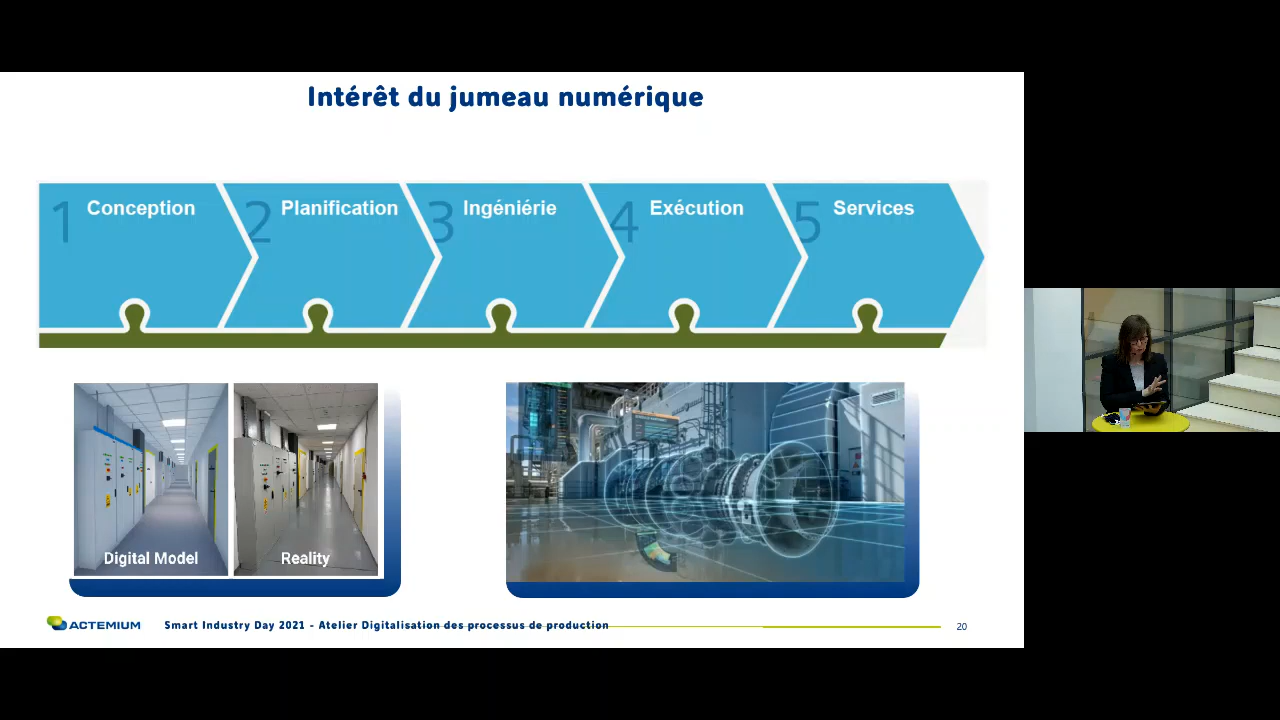 Intérêt du jumeau numérique
1 Conception
2 Planification
3 Ingéniérie
4 Exécution
5 Services
Digital Model
Reality
ACTEMIUM
Smart Industry Day 2021 - Atelier Digitalisation des processus de production
20